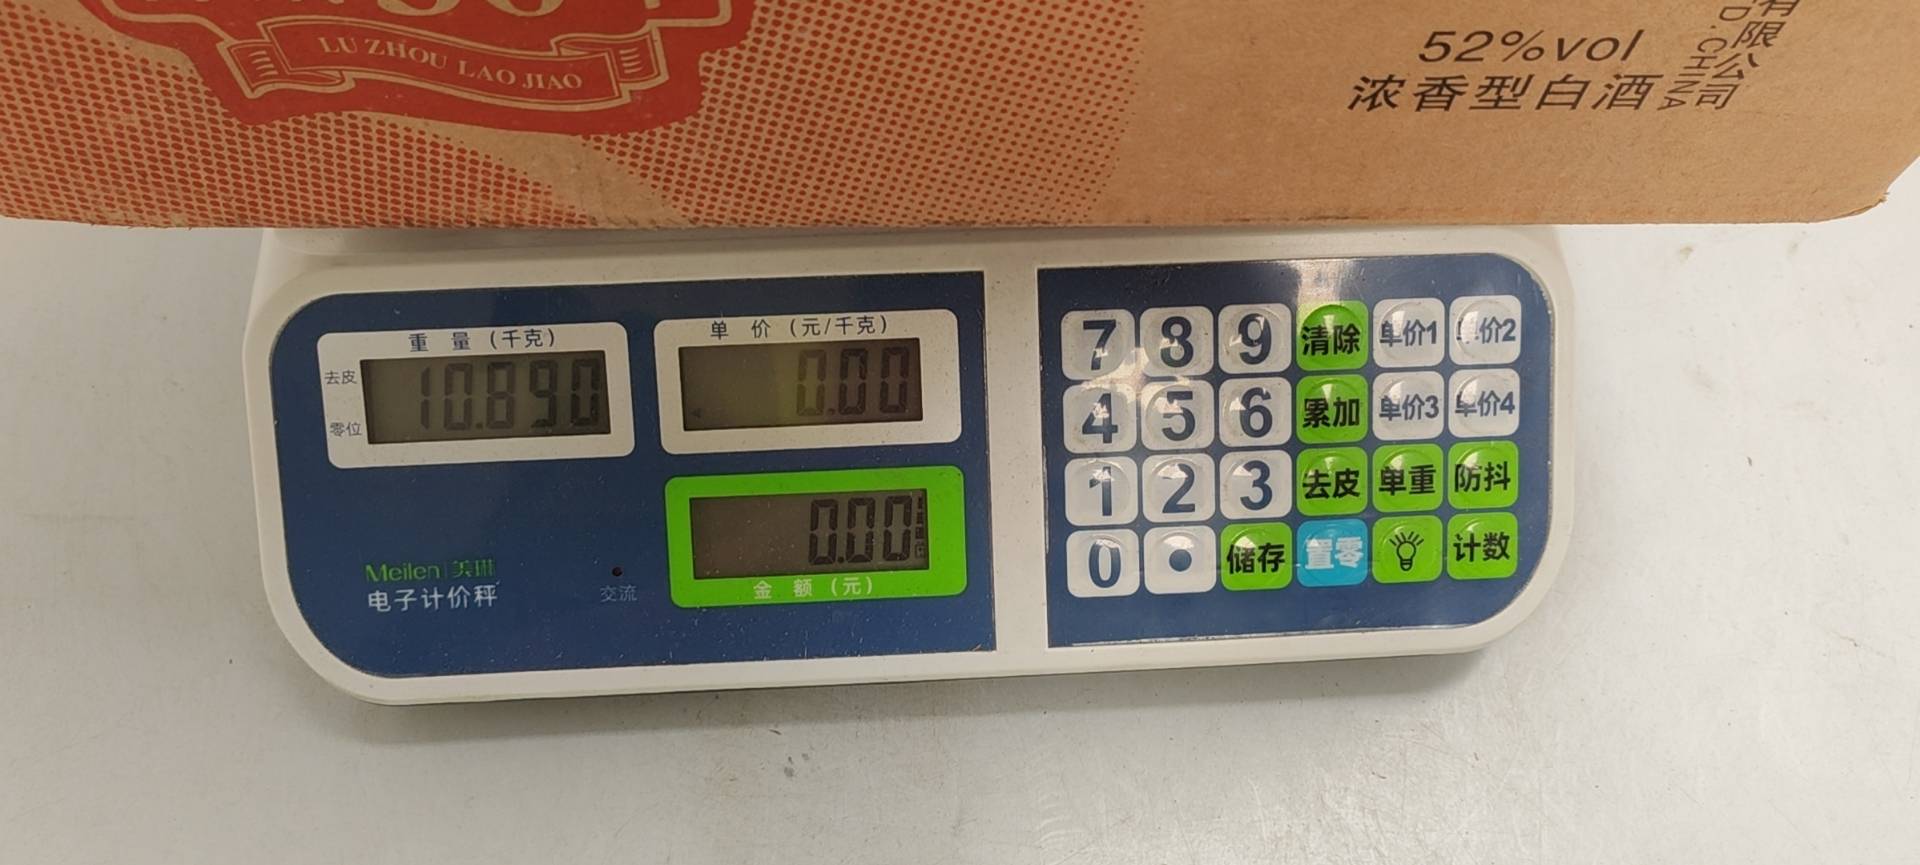 LU ZHOU LAO JIAO
52%vol
浓香型白酒
有限公司
CHINA
重量(千克)
去皮
零位
10.890
单价(元/千克)
0.00
0.00
金额(元)
Meilen|美琳
电子计价秤
交流
7 8 9 清除 单价1 单价2
4 5 6 累加 单价3 单价4
1 2 3 去皮 单重 防抖
0 • 储存 置零 计数